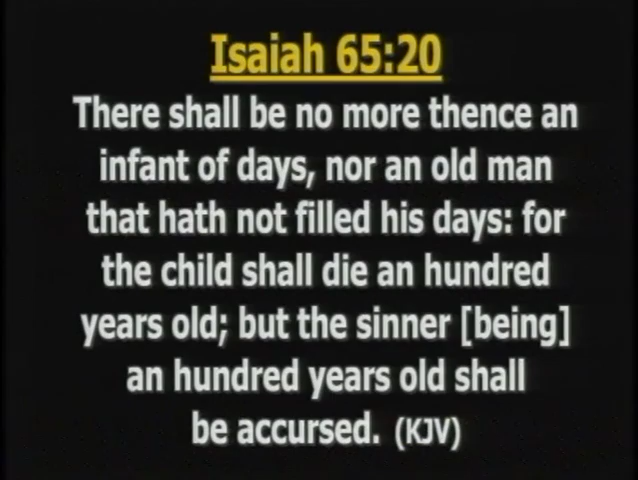 Isaiah 65:20
There shall be no more thence an
infant of days, nor an old man
that hath not filled his days: for
the child shall die an hundred
years old; but the sinner [being]
an hundred years old shall
be accursed. (KJV)